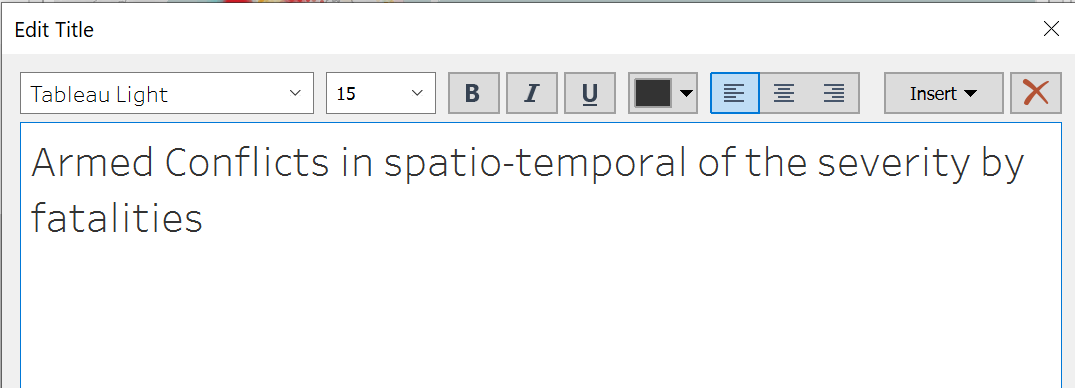 Edit Title
Tableau Light 15 B I U Insert
Armed Conflicts in spatio-temporal of the severity by
fatalities